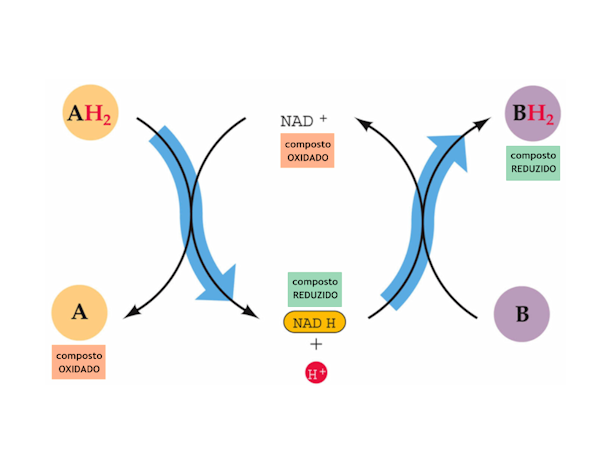 AH2
NAD +
composto
OXIDADO
BH2
composto
REDUZIDO
composto
REDUZIDO
A
NAD H
B
+
H+
composto
OXIDADO